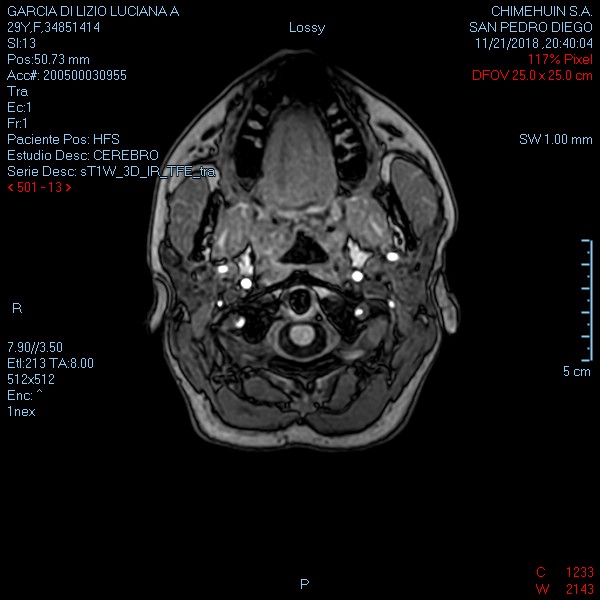 GARCIA DI LIZIO LUCIANA A
29Y,F,34851414
Sl:13
Pos:50.73 mm
Acc#: 200500030955
Tra
Ec:1
Fr:1
Paciente Pos: HFS
Estudio Desc: CEREBRO
Serie Desc: sT1W_3D_IR_TFE_tra
< 501 - 13 >
Lossy
CHIMEHUIN S.A.
SAN PEDRO DIEGO
11/21/2018 ,20:40:04
117% Pixel
DFOV 25.0 x 25.0 cm
SW 1.00 mm
R
7.90//3.50
Etl:213 TA:8.00
512x512
Enc: ^
1nex
5 cm
P
C 1233
W 2143